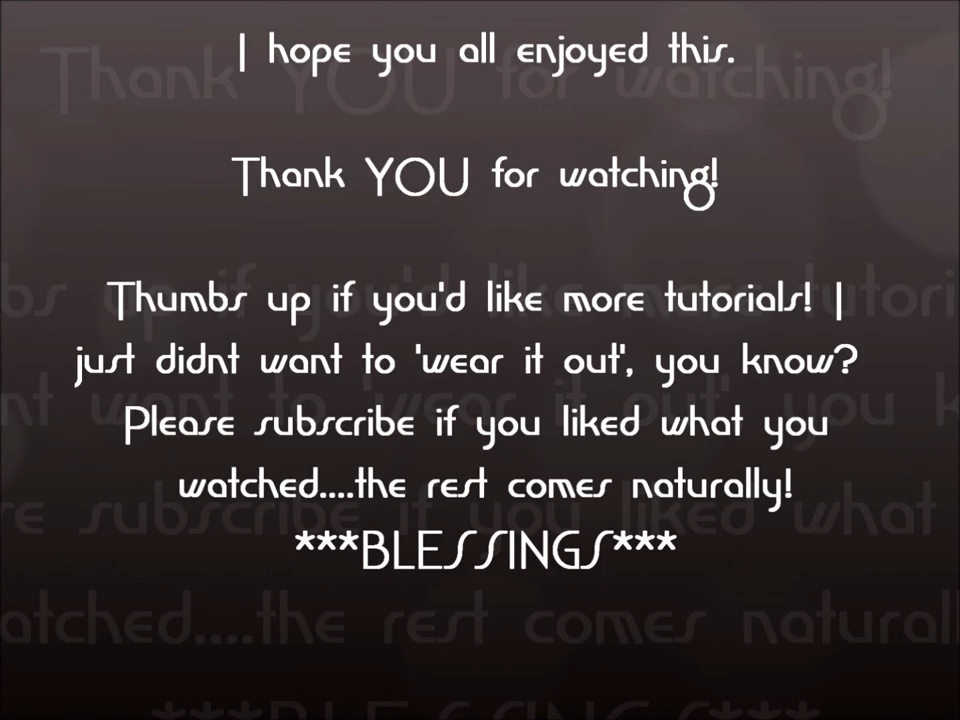 I hope you all enjoyed this.
Thank YOU for watching!
Thumbs up if you'd like more tutorials! I
just didnt want to 'wear it out', you know?
Please subscribe if you liked what you
watched....the rest comes naturally!
***BLESSINGS***